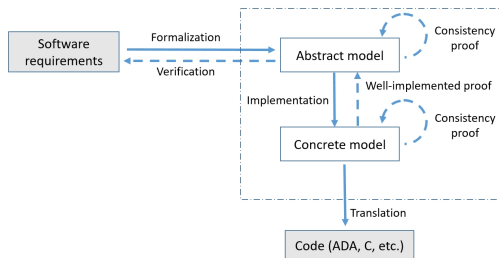 Formalization
Software
requirements
Verification
Abstract model
Consistency
proof
Implementation
Well-implemented proof
Concrete model
Consistency
proof
Translation
Code (ADA, C, etc.)